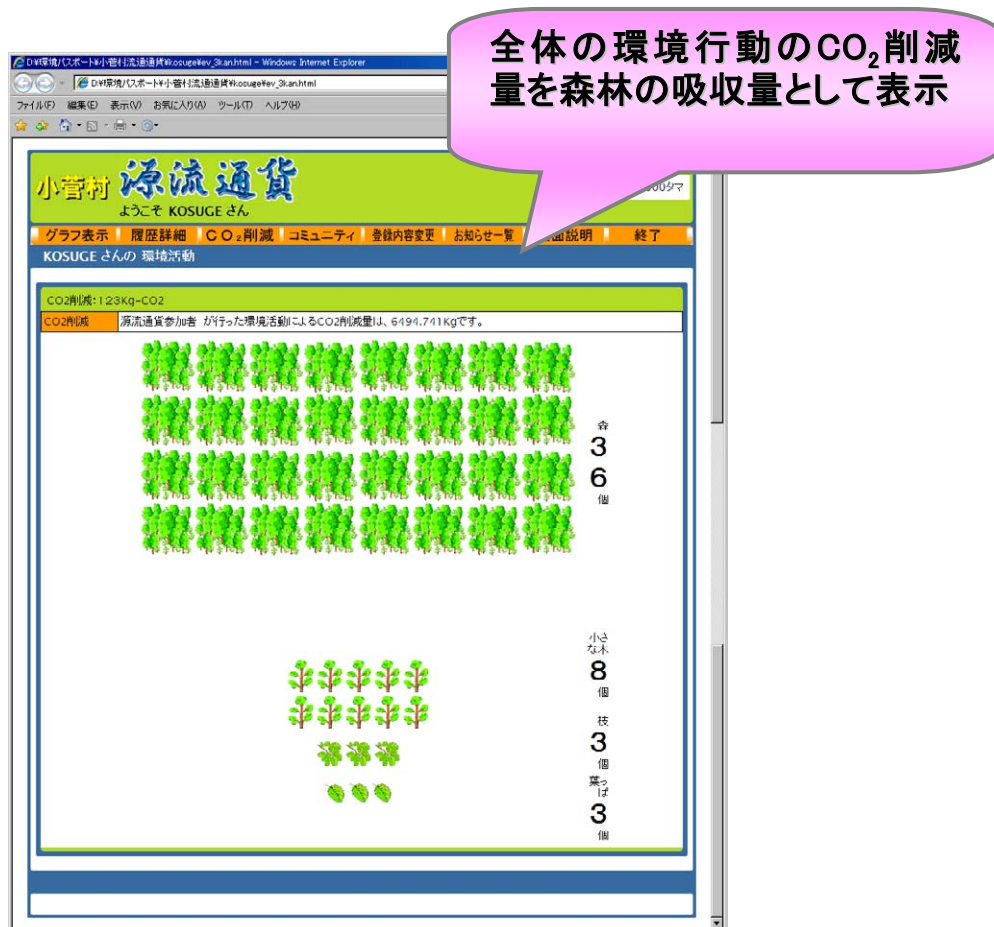 全体の環境行動のCO₂削減
量を森林の吸収量として表示
D:¥環境パスポート¥小菅村流通通貨¥kosuge¥ev_3kan.html - Windows Internet Explorer
D:¥環境パスポート¥小菅村流通通貨¥kosuge¥ev_3kan.html
ファイル(F) 編集(E) 表示(V) お気に入り(A) ツール(T) ヘルプ(H)
小菅村 源流通貨
ようこそ KOSUGE さん
グラフ表示 履歴詳細 CO₂削減 コミュニティ 登録内容変更 お知らせ一覧 面説明 終了
KOSUGE さんの 環境活動
CO2削減:123Kg-CO2
CO2削減 源流通貨参加者 が行った環境活動によるCO2削減量は、6494.741Kgです。
森
3
6
個
小さ
な木
8
個
枝
3
個
葉っ
ぱ
3
個